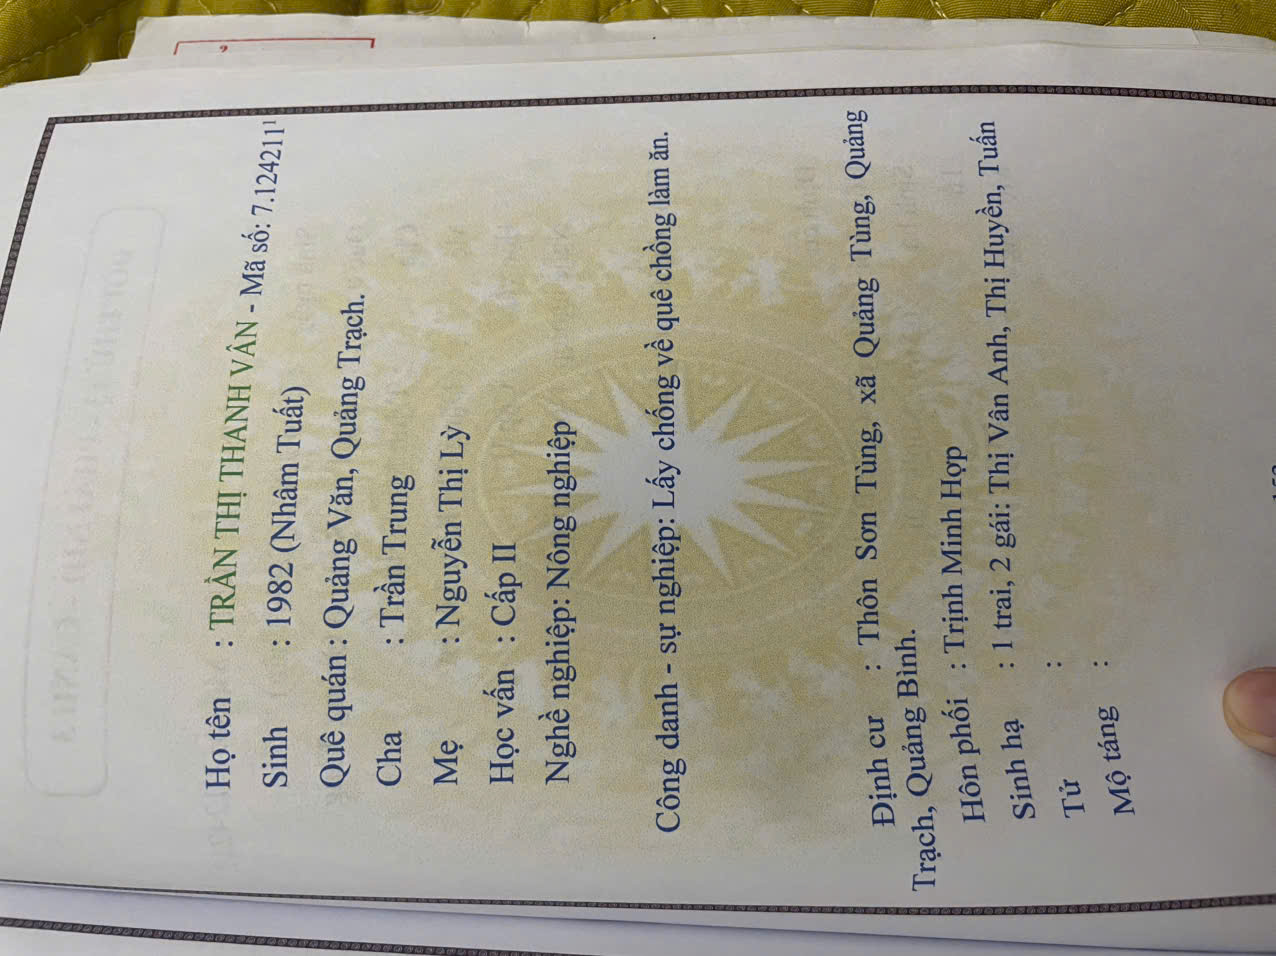 Họ tên : TRẦN THỊ THANH VÂN - Mã số: 7.124211¹
Sinh : 1982 (Nhâm Tuất)
Quê quán : Quảng Văn, Quảng Trạch.
Cha : Trần Trung
Mẹ : Nguyễn Thị Lỳ
Học vấn : Cấp II
Nghề nghiệp: Nông nghiệp
Công danh - sự nghiệp: Lấy chống về quê chồng làm ăn.
Định cư : Thôn Sơn Tùng, xã Quảng Tùng, Quảng
Trạch, Quảng Bình.
Hôn phối : Trịnh Minh Hợp
Sinh hạ : 1 trai, 2 gái: Thị Vân Anh, Thị Huyền, Tuấn
Tử :
Mộ táng :